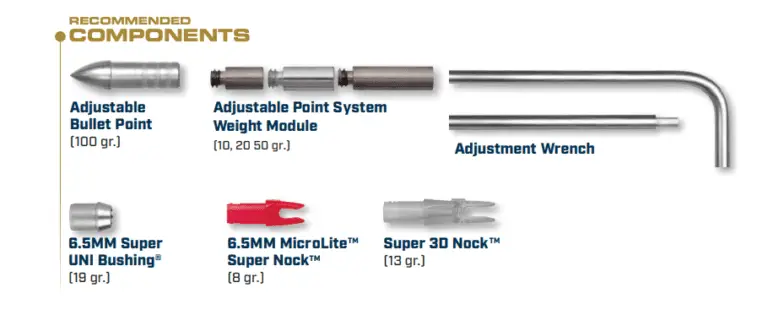 RECOMMENDED
COMPONENTS
Adjustable
Bullet Point
(100 gr.)
Adjustable Point System
Weight Module
(10, 20 50 gr.)
Adjustment Wrench
6.5MM Super
UNI Bushing®
(19 gr.)
6.5MM MicroLite™
Super Nock™
(8 gr.)
Super 3D Nock™
(13 gr.)